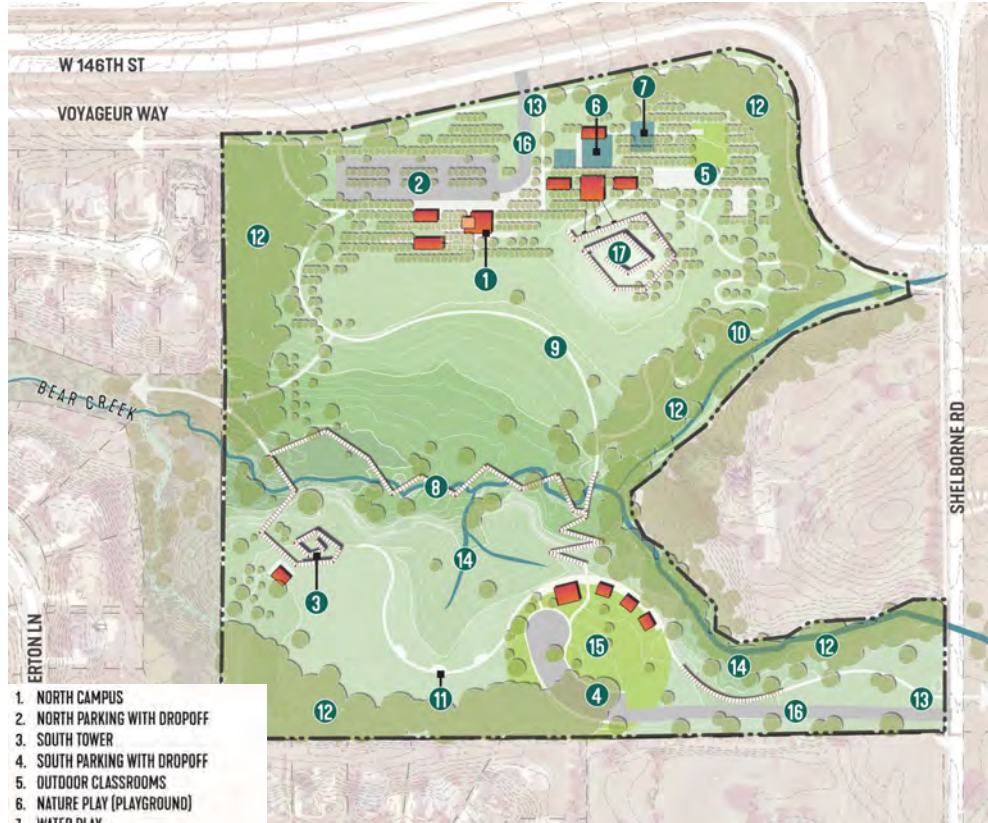 W 146TH ST
VOYAGEUR WAY
13
6
7
12
16
2
5
12
17
1
10
9
12
BEAR CREEK
SHELBORNE RD
8
14
3
15
14
12
ERTON LN
11
4
12
16
13
1. NORTH CAMPUS
2. NORTH PARKING WITH DROPOFF
3. SOUTH TOWER
4. SOUTH PARKING WITH DROPOFF
5. OUTDOOR CLASSROOMS
6. NATURE PLAY (PLAYGROUND)
7. WATER PLAY